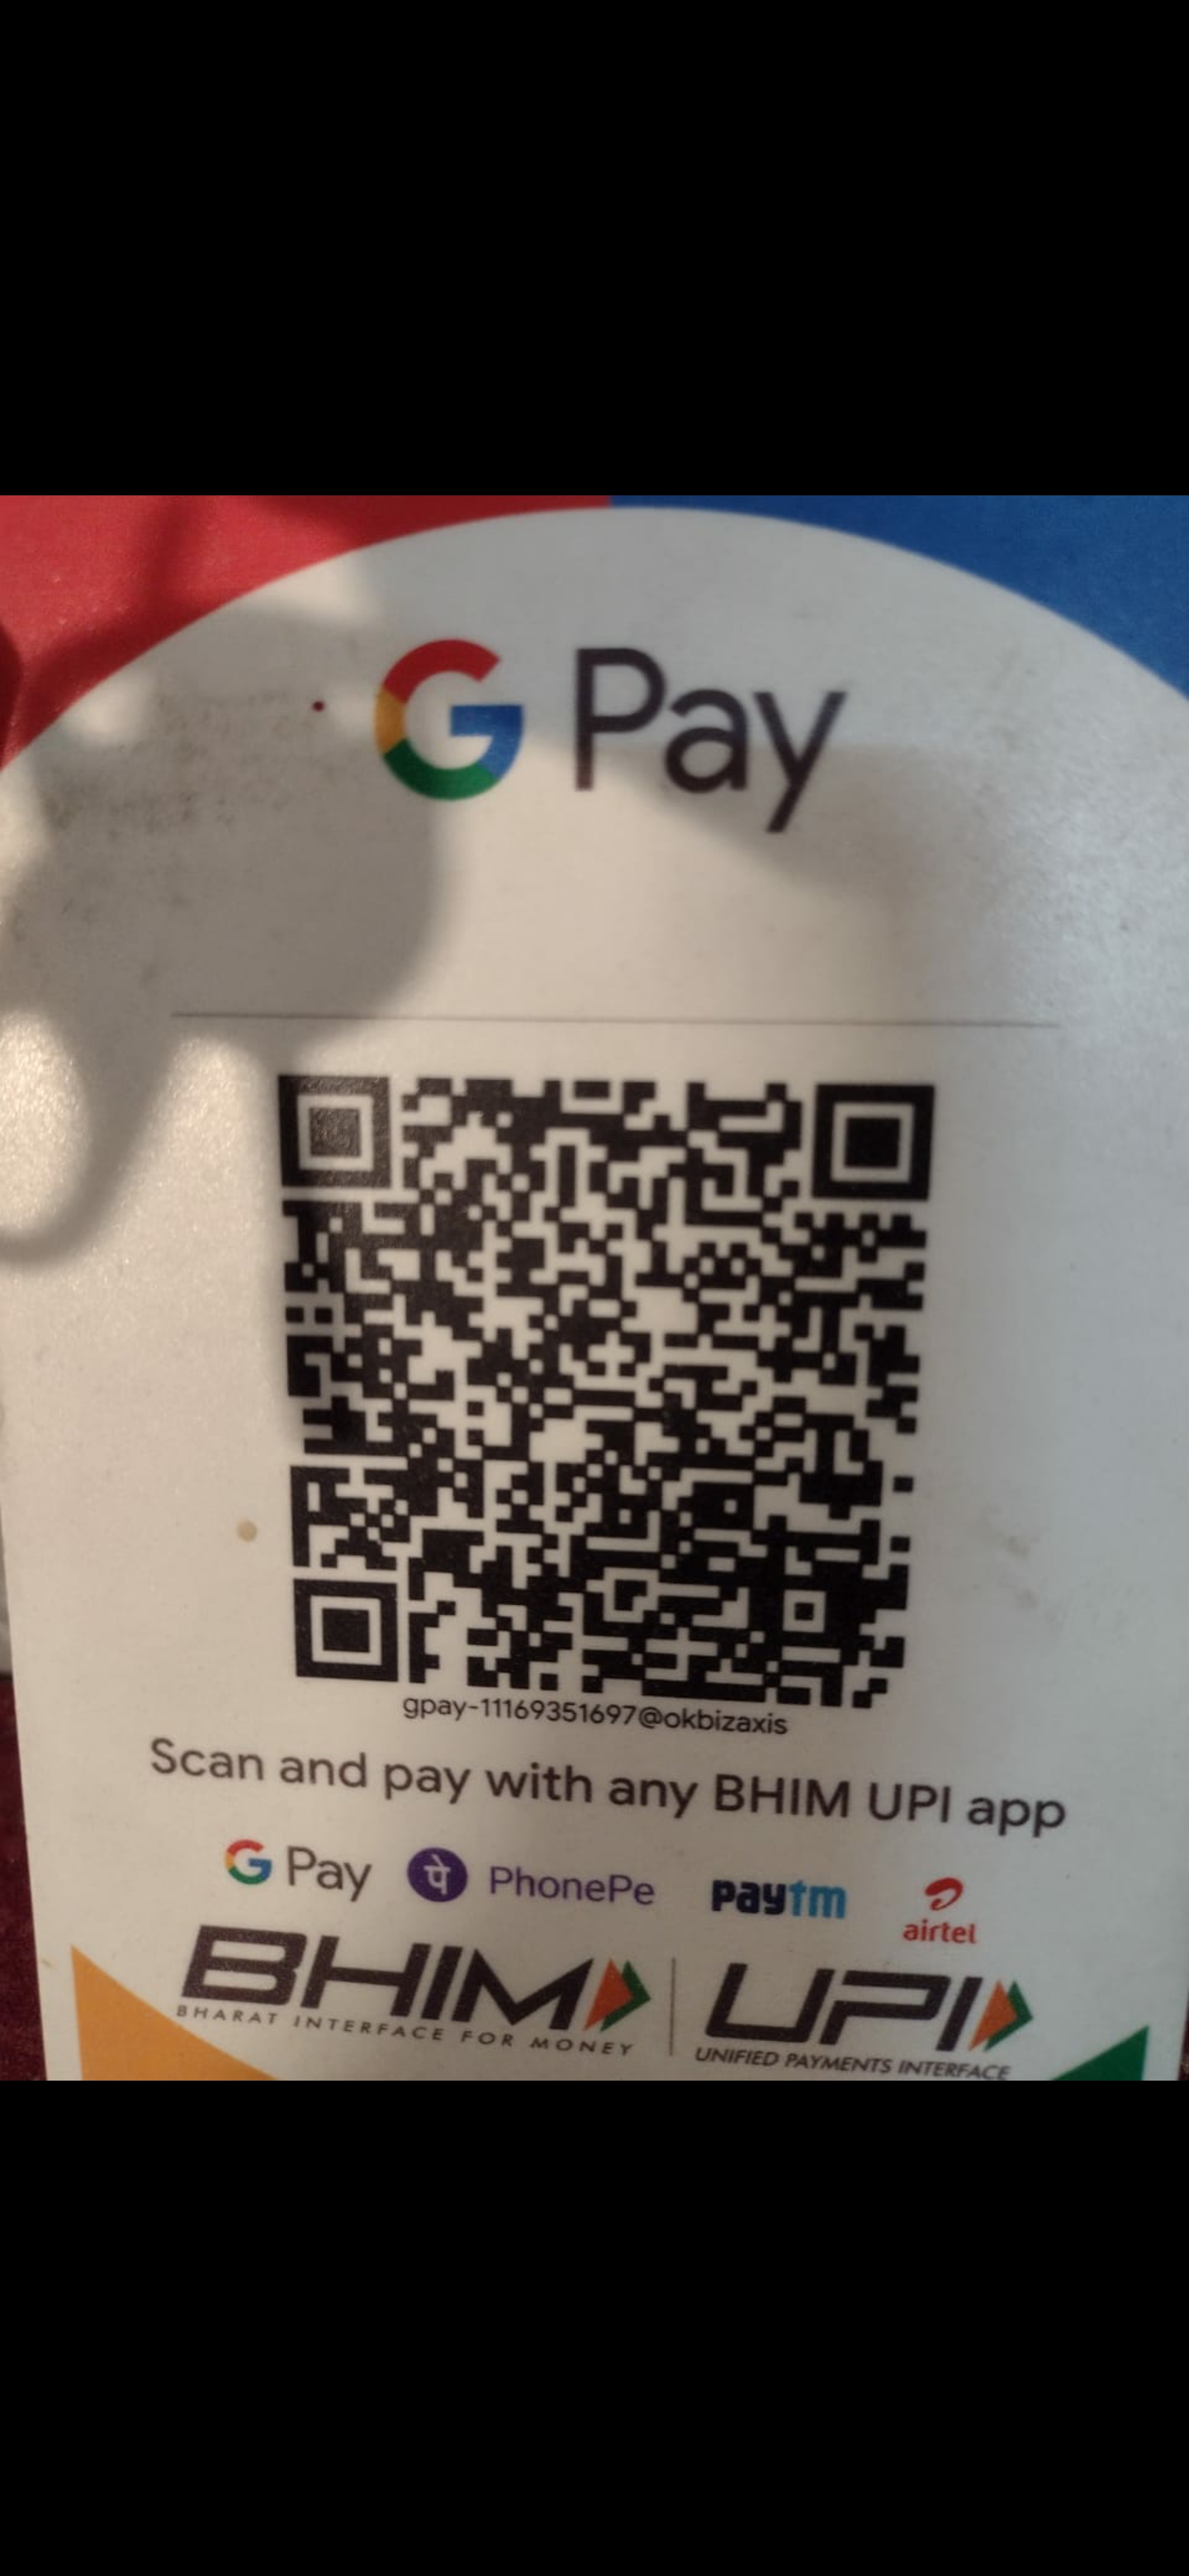 G Pay
gpay-11169351697@okbizaxis
Scan and pay with any BHIM UPI app
G Pay पे PhonePe paytm airtel
BHIM UPI
BHARAT INTERFACE FOR MONEY UNIFIED PAYMENTS INTERFACE